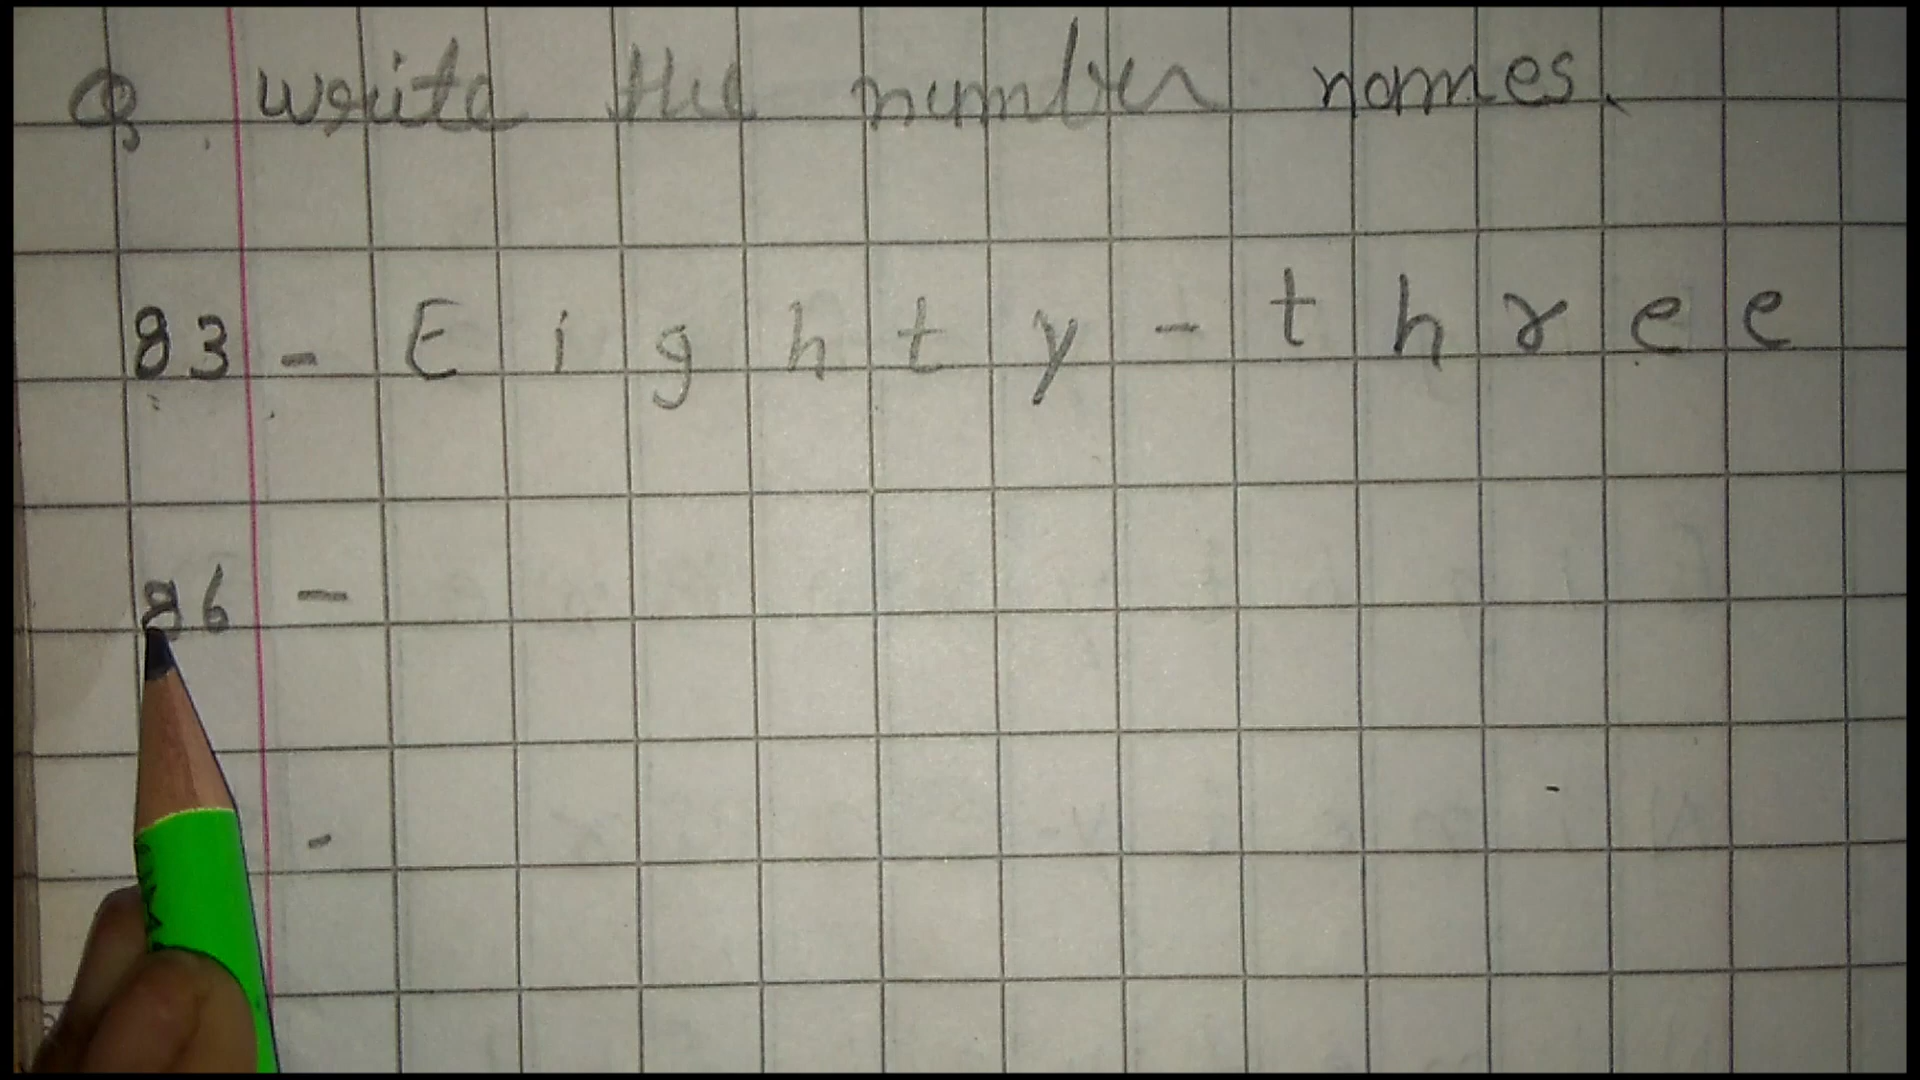 Q. write the number names.
83 - Eighty-three
86 -
-